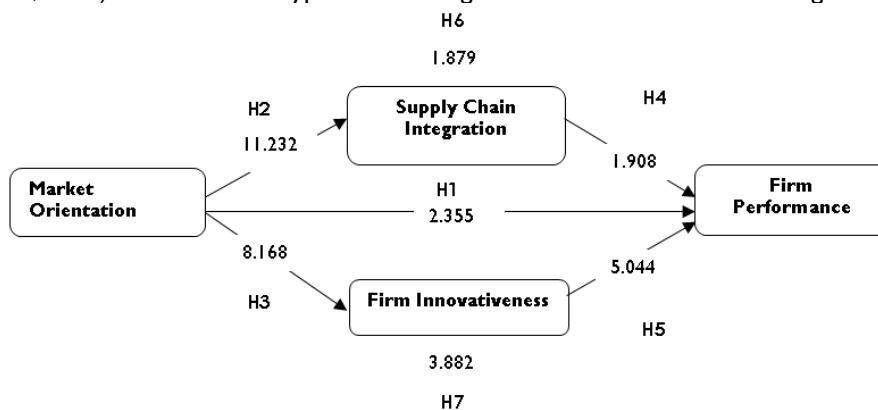 H6
1.879
H2
Supply Chain
Integration
H4
11.232
1.908
Market
Orientation
H1
2.355
Firm
Performance
8.168
5.044
H3
Firm Innovativeness
H5
3.882
H7